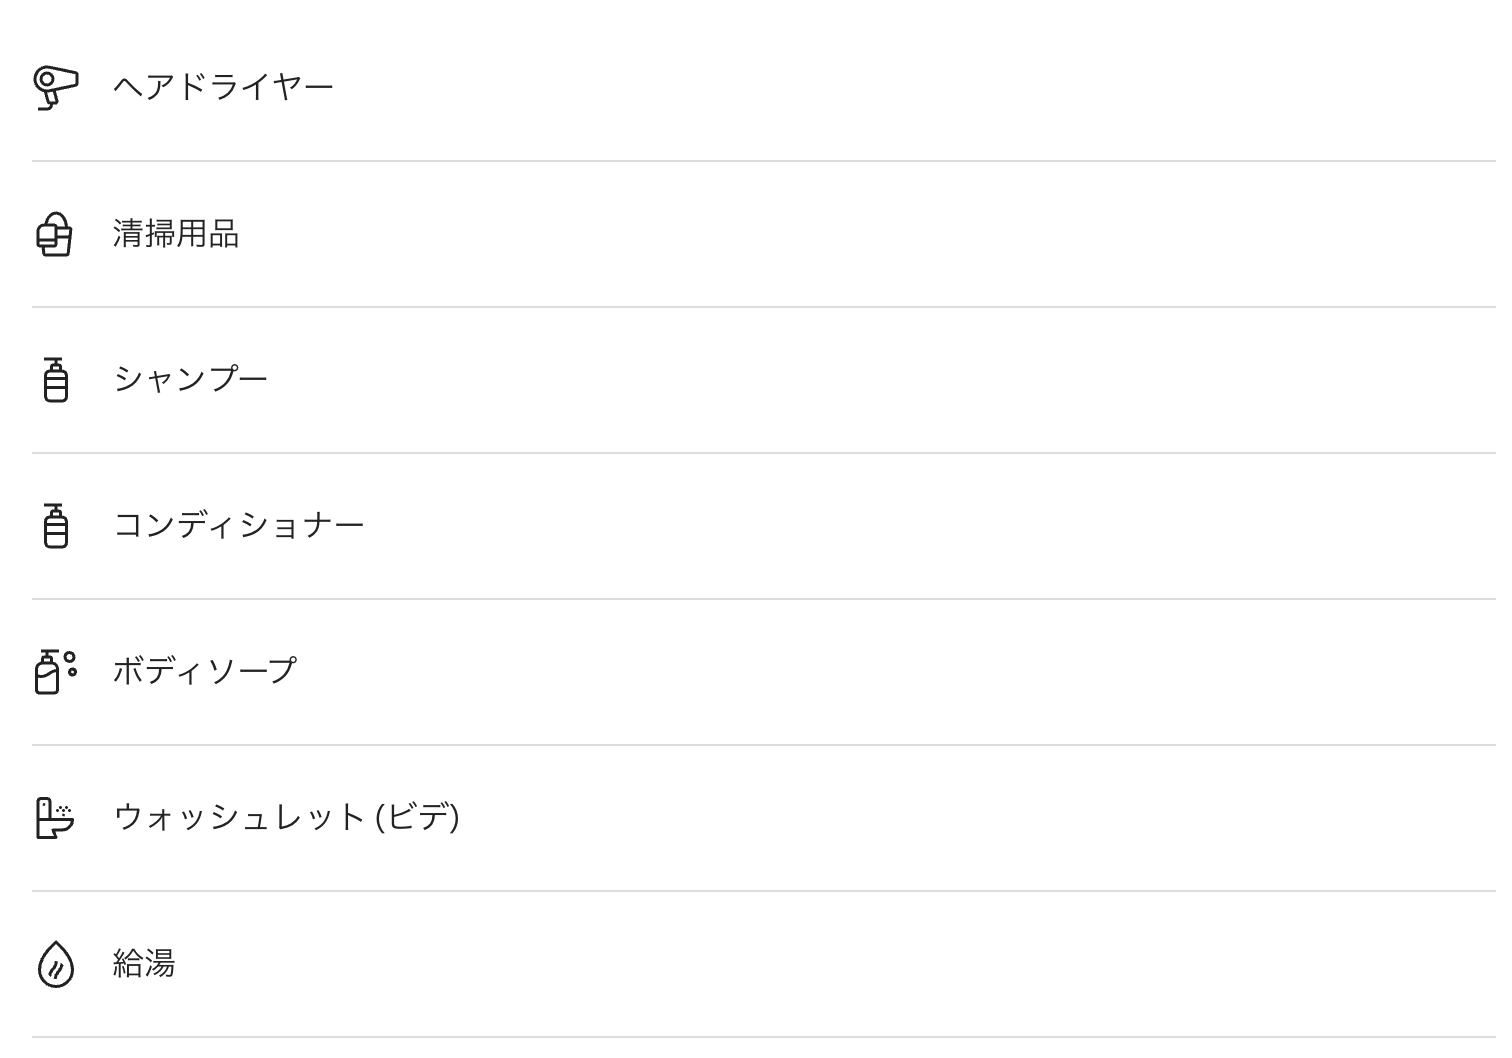 ヘアドライヤー
清掃用品
シャンプー
コンディショナー
ボディソープ
ウォッシュレット (ビデ)
給湯